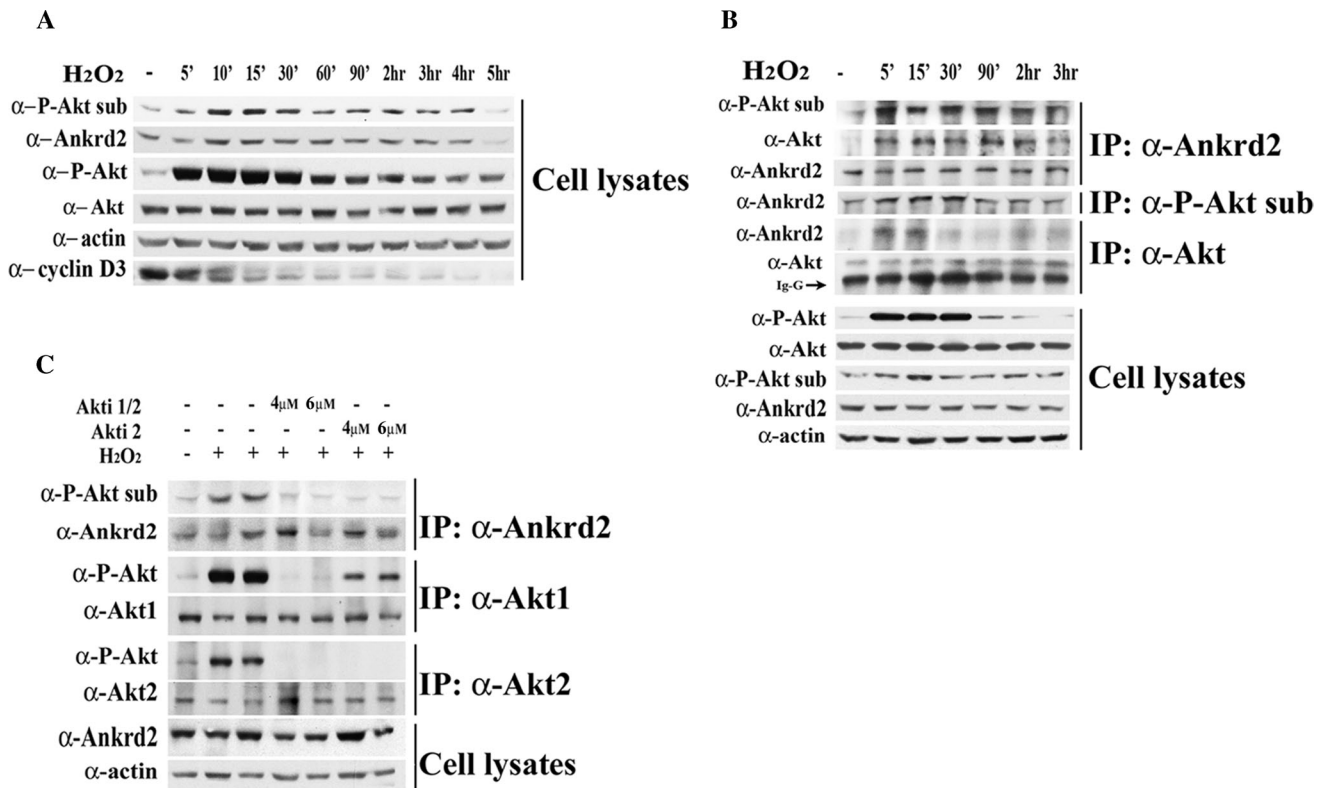 A
H2O2 - 5' 10' 15' 30' 60' 90' 2hr 3hr 4hr 5hr
α–P-Akt sub
α–Ankrd2
α–P-Akt
α–Akt
α–actin
α–cyclin D3
Cell lysates
B
H2O2 - 5' 15' 30' 90' 2hr 3hr
α-P-Akt sub
α-Akt
α-Ankrd2
IP: α-Ankrd2
α-Ankrd2
IP: α-P-Akt sub
α-Ankrd2
α-Akt
Ig-G→
IP: α-Akt
α-P-Akt
α-Akt
α-P-Akt sub
α-Ankrd2
α-actin
Cell lysates
C
Akti 1/2 - - - 4μM 6μM - -
Akti 2 - - - - - 4μM 6μM
H2O2 - + + + + + +
α-P-Akt sub
α-Ankrd2
IP: α-Ankrd2
α-P-Akt
α-Akt1
IP: α-Akt1
α-P-Akt
α-Akt2
IP: α-Akt2
α-Ankrd2
α-actin
Cell lysates